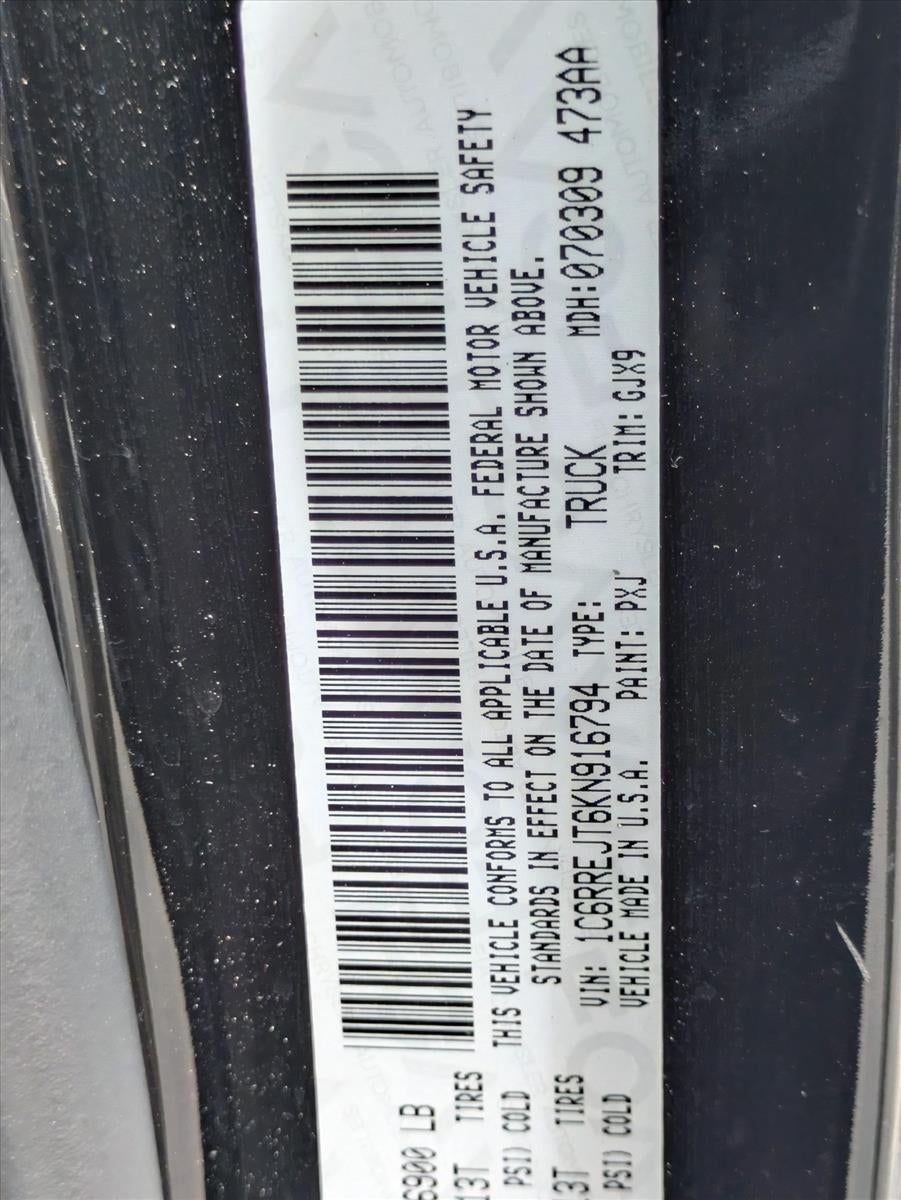 6900 LB
13T TIRES
PSI) COLD
3T TIRES
PSI) COLD
THIS VEHICLE CONFORMS TO ALL APPLICABLE U.S.A. FEDERAL MOTOR VEHICLE SAFETY
STANDARDS IN EFFECT ON THE DATE OF MANUFACTURE SHOWN ABOVE.
VIN: 1C6RREJT6KN916794 TYPE: TRUCK MDH:070309 473AA
VEHICLE MADE IN U.S.A. PAINT: PXJ TRIM: GJX9